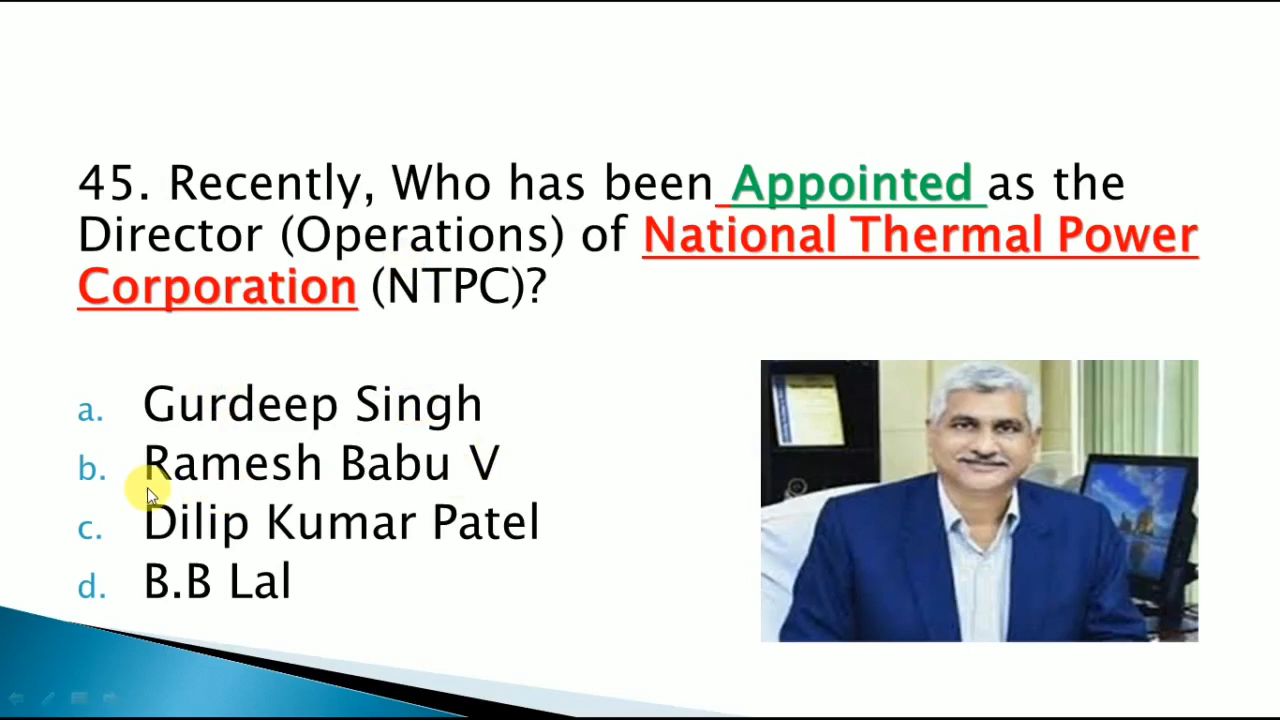 45. Recently, Who has been Appointed as the
Director (Operations) of National Thermal Power
Corporation (NTPC)?
a. Gurdeep Singh
b. Ramesh Babu V
c. Dilip Kumar Patel
d. B.B Lal